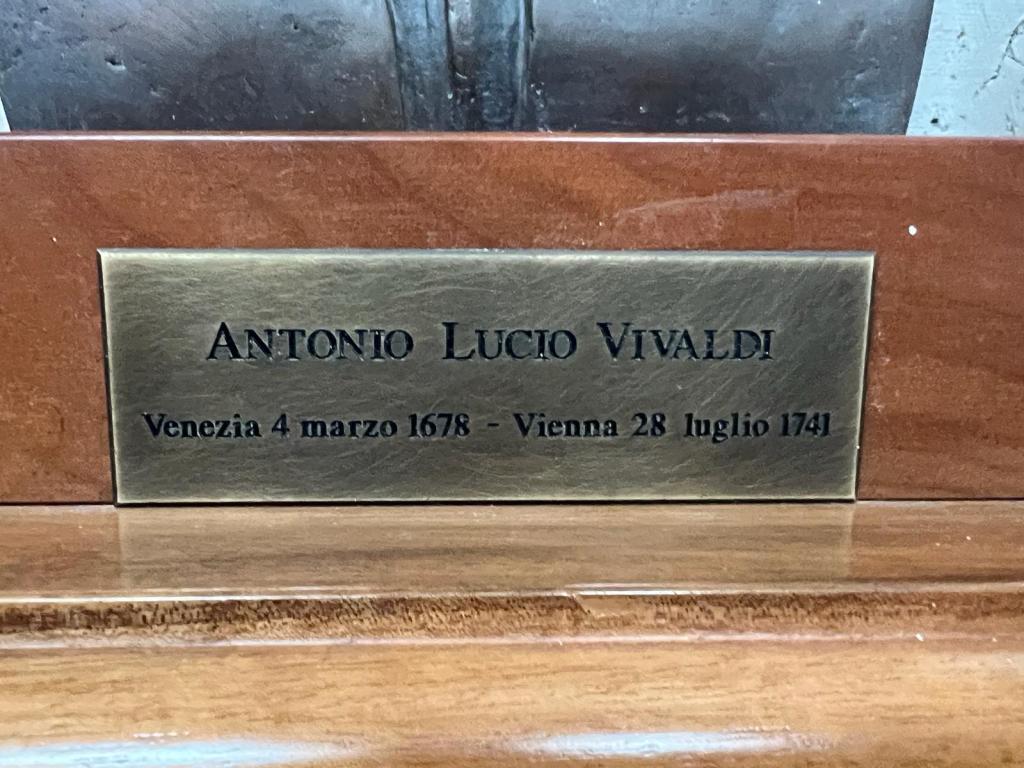 ANTONIO LUCIO VIVALDI
Venezia 4 marzo 1678 - Vienna 28 luglio 1741